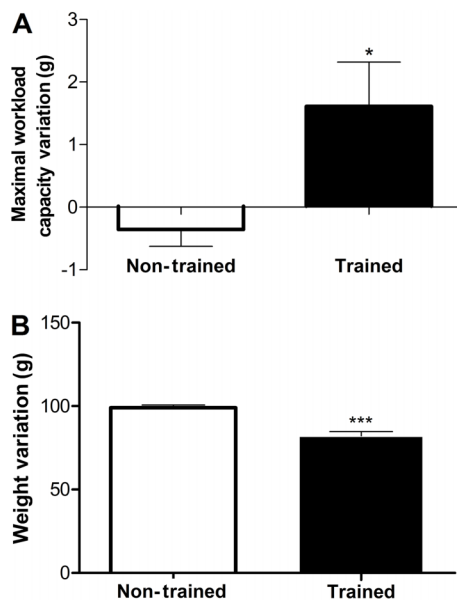 A
Maximal workload
capacity variation (g)
3
2
1
0
-1
*
Non-trained Trained
B
Weight variation (g)
150
100
50
0
***
Non-trained Trained